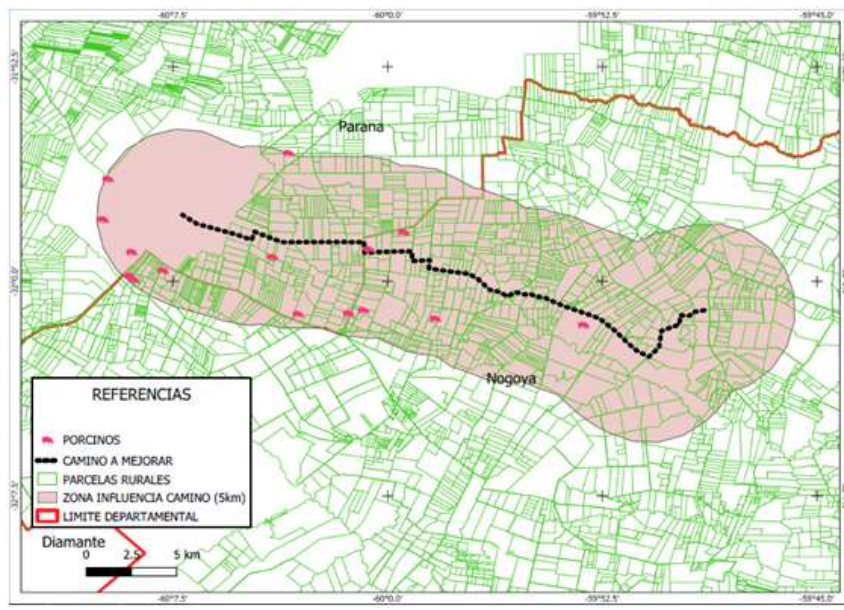 -60°7.5' -60°0.0' -59°52.5' -59°45.0'
-31°52.5'
Parana
-32°0.0'
Nogoya
REFERENCIAS
PORCINOS
CAMINO A MEJORAR
PARCELAS RURALES
ZONA INFLUENCIA CAMINO (5km)
LIMITE DEPARTAMENTAL
-32°7.5'
Diamante
0 2.5 5 km
-60°7.5' -60°0.0' -59°52.5' -59°45.0'